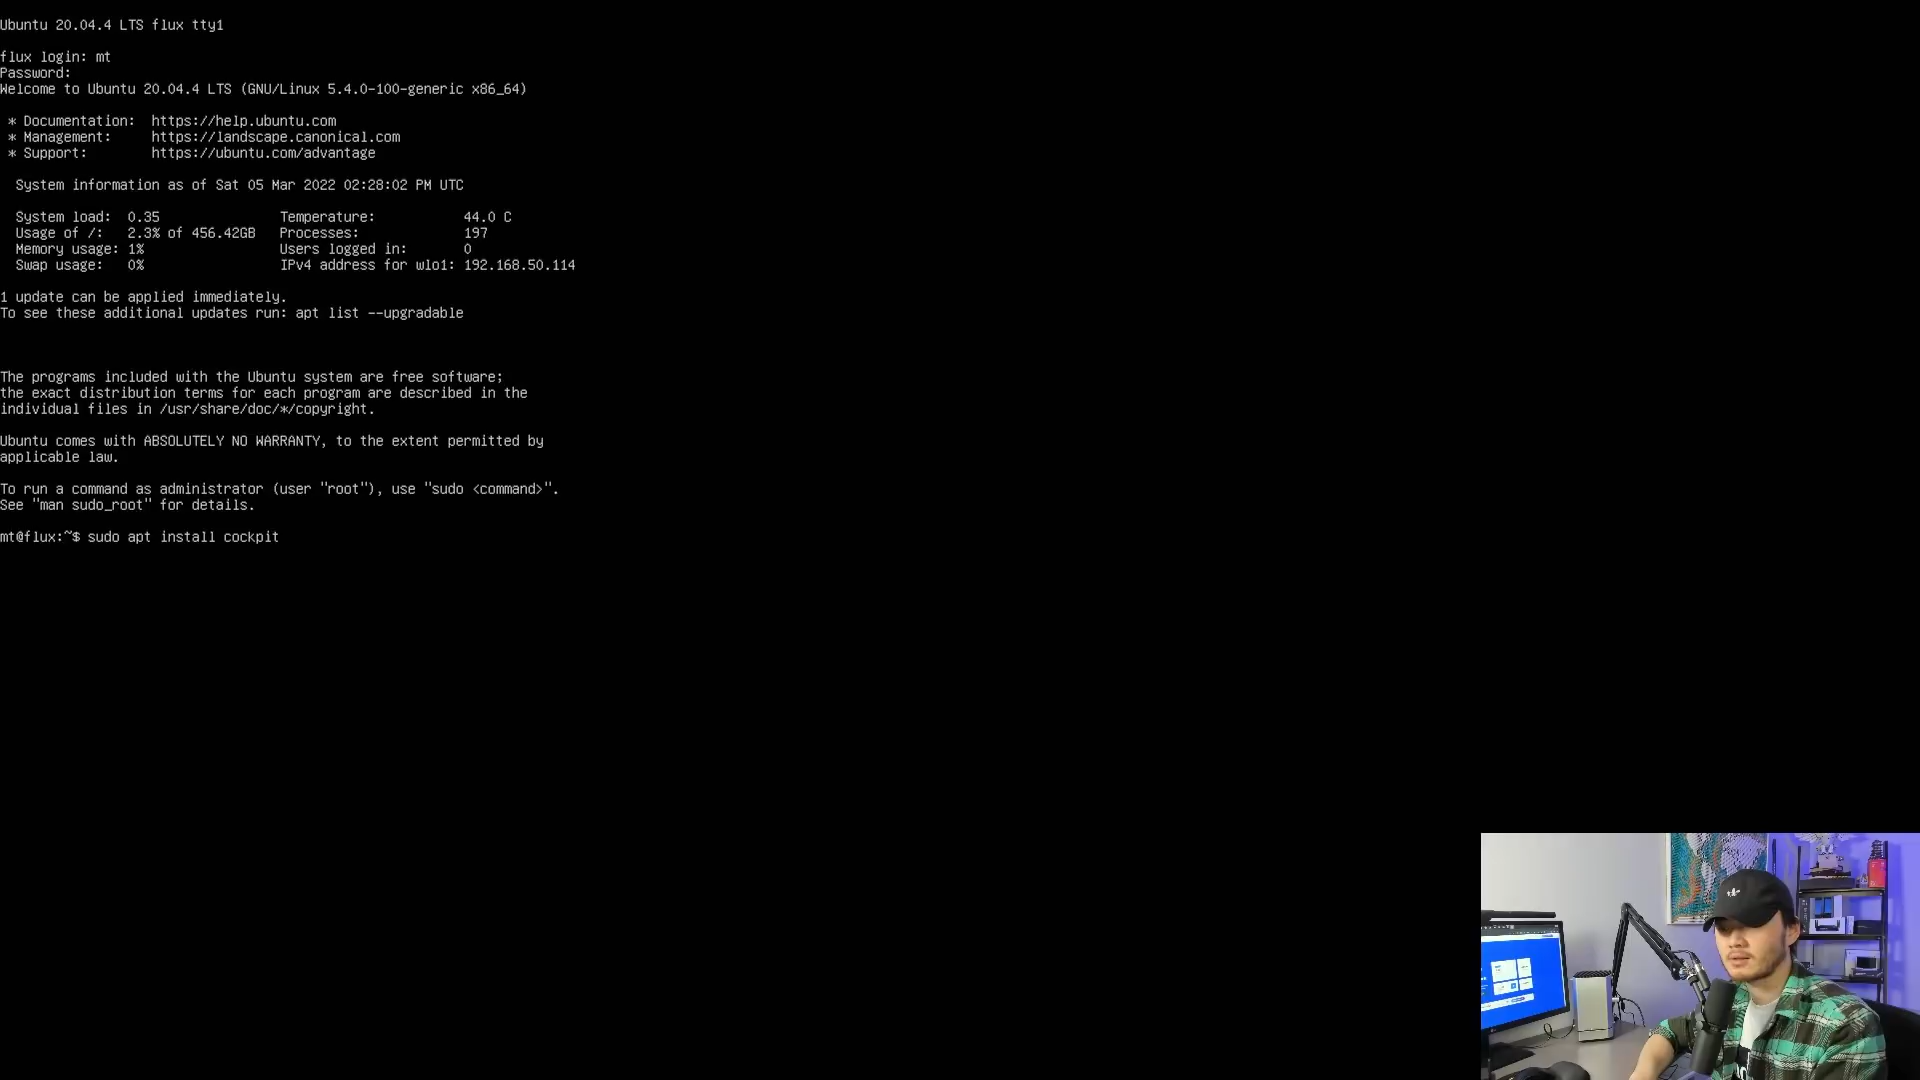 Ubuntu 20.04.4 LTS flux tty1
flux login: mt
Password:
Welcome to Ubuntu 20.04.4 LTS (GNU/Linux 5.4.0-100-generic x86_64)
* Documentation:  https://help.ubuntu.com
* Management:     https://landscape.canonical.com
* Support:        https://ubuntu.com/advantage
System information as of Sat 05 Mar 2022 02:28:02 PM UTC
System load:  0.35               Temperature:           44.0 C
Usage of /:   2.3% of 456.42GB   Processes:             197
Memory usage: 1%                 Users logged in:       0
Swap usage:   0%                 IPv4 address for wlo1: 192.168.50.114
1 update can be applied immediately.
To see these additional updates run: apt list --upgradable
The programs included with the Ubuntu system are free software;
the exact distribution terms for each program are described in the
individual files in /usr/share/doc/*/copyright.
Ubuntu comes with ABSOLUTELY NO WARRANTY, to the extent permitted by
applicable law.
To run a command as administrator (user "root"), use "sudo <command>".
See "man sudo_root" for details.
mt@flux:~$ sudo apt install cockpit